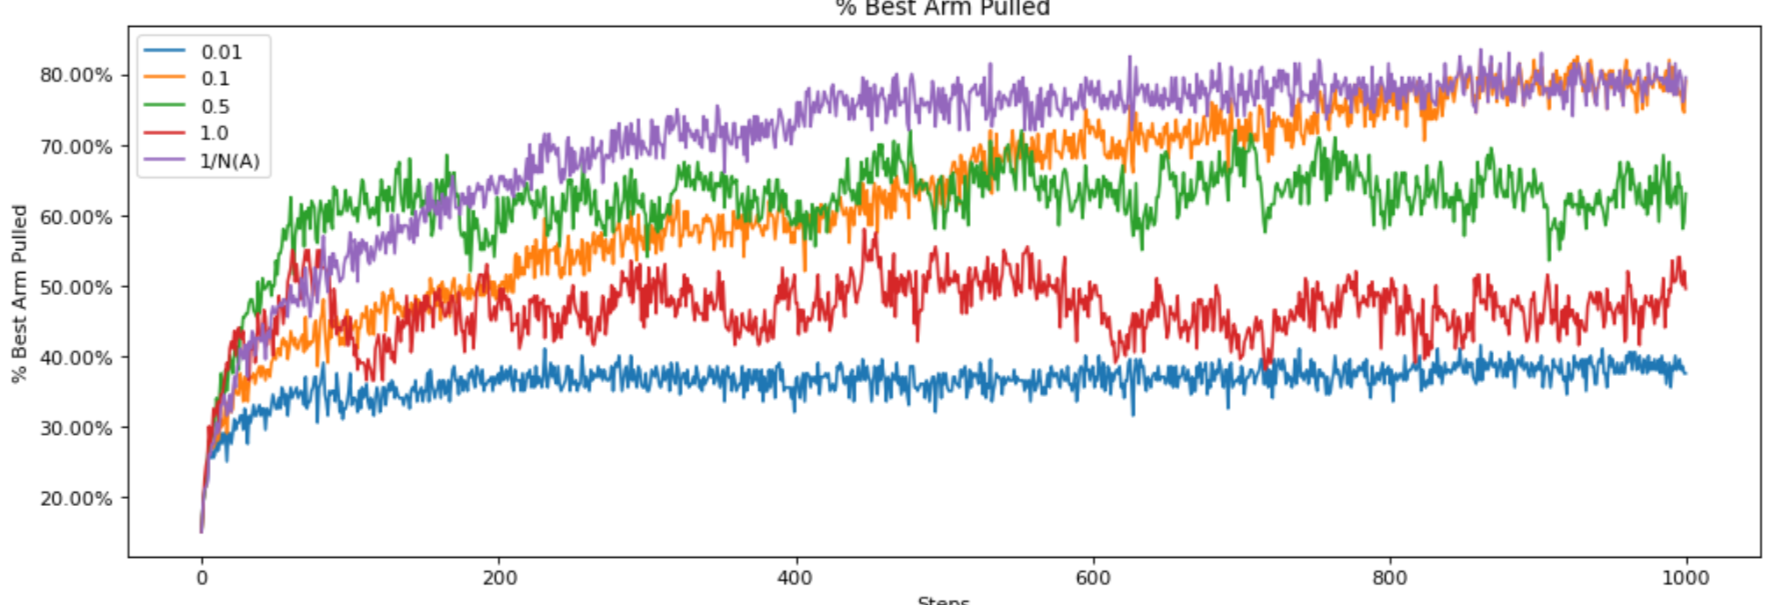 % Best Arm Pulled
0.01
0.1
0.5
1.0
1/N(A)
80.00%
70.00%
60.00%
50.00%
40.00%
30.00%
20.00%
% Best Arm Pulled
0 200 400 600 800 1000
Steps